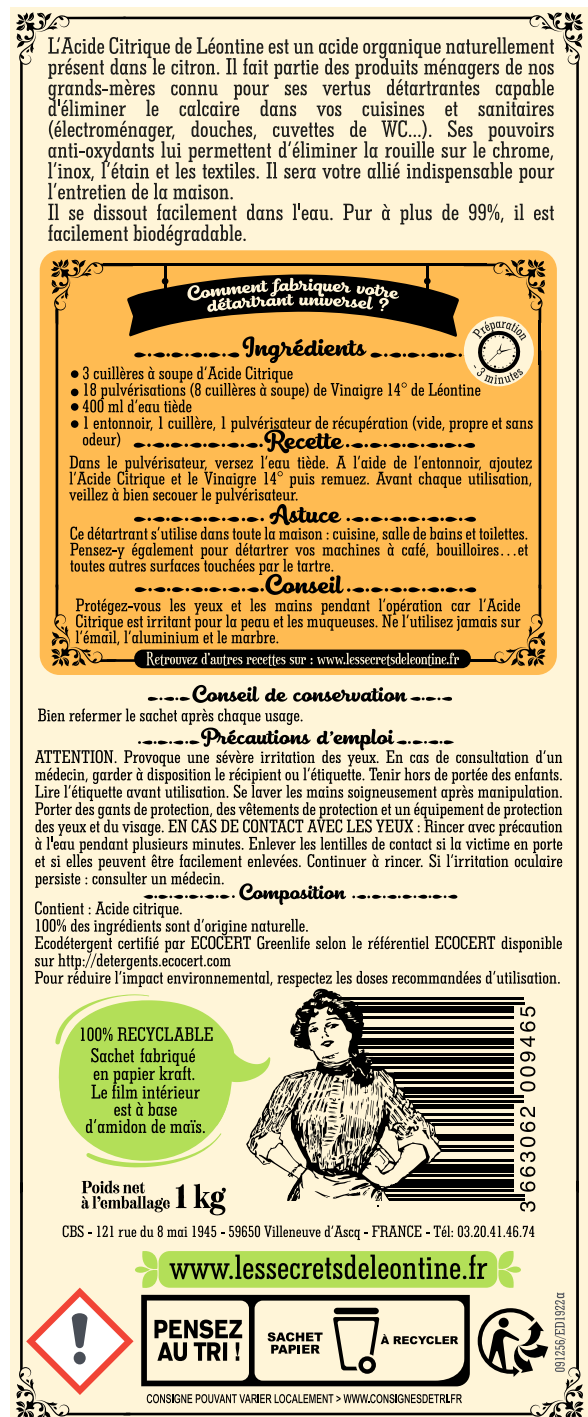 L'Acide Citrique de Léontine est un acide organique naturellement
présent dans le citron. Il fait partie des produits ménagers de nos
grands-mères connu pour ses vertus détartrantes capable
d'éliminer le calcaire dans vos cuisines et sanitaires
(électroménager, douches, cuvettes de WC...). Ses pouvoirs
anti-oxydants lui permettent d'éliminer la rouille sur le chrome,
l'inox, l'étain et les textiles. Il sera votre allié indispensable pour
l'entretien de la maison.
Il se dissout facilement dans l'eau. Pur à plus de 99%, il est
facilement biodégradable.
Comment fabriquer votre
détartrant universel ?
Préparation
- 3 minutes
Ingrédients
● 3 cuillères à soupe d'Acide Citrique
● 18 pulvérisations (8 cuillères à soupe) de Vinaigre 14° de Léontine
● 400 ml d'eau tiède
● 1 entonnoir, 1 cuillère, 1 pulvérisateur de récupération (vide, propre et sans
odeur)
Recette
Dans le pulvérisateur, versez l'eau tiède. A l'aide de l'entonnoir, ajoutez
l'Acide Citrique et le Vinaigre 14° puis remuez. Avant chaque utilisation,
veillez à bien secouer le pulvérisateur.
Astuce
Ce détartrant s'utilise dans toute la maison : cuisine, salle de bains et toilettes.
Pensez-y également pour détartrer vos machines à café, bouilloires...et
toutes autres surfaces touchées par le tartre.
Conseil
Protégez-vous les yeux et les mains pendant l'opération car l'Acide
Citrique est irritant pour la peau et les muqueuses. Ne l'utilisez jamais sur
l'émail, l'aluminium et le marbre.
Retrouvez d'autres recettes sur : www.lessecretsdeleontine.fr
Conseil de conservation
Bien refermer le sachet après chaque usage.
Précautions d'emploi
ATTENTION. Provoque une sévère irritation des yeux. En cas de consultation d'un
médecin, garder à disposition le récipient ou l'étiquette. Tenir hors de portée des enfants.
Lire l'étiquette avant utilisation. Se laver les mains soigneusement après manipulation.
Porter des gants de protection, des vêtements de protection et un équipement de protection
des yeux et du visage. EN CAS DE CONTACT AVEC LES YEUX : Rincer avec précaution
à l'eau pendant plusieurs minutes. Enlever les lentilles de contact si la victime en porte
et si elles peuvent être facilement enlevées. Continuer à rincer. Si l'irritation oculaire
persiste : consulter un médecin.
Composition
Contient : Acide citrique.
100% des ingrédients sont d'origine naturelle.
Ecodétergent certifié par ECOCERT Greenlife selon le référentiel ECOCERT disponible
sur http://detergents.ecocert.com
Pour réduire l'impact environnemental, respectez les doses recommandées d'utilisation.
100% RECYCLABLE
Sachet fabriqué
en papier kraft.
Le film intérieur
est à base
d'amidon de maïs.
3 663062 009465
Poids net
à l'emballage 1 kg
CBS - 121 rue du 8 mai 1945 - 59650 Villeneuve d'Ascq - FRANCE - Tél: 03.20.41.46.74
www.lessecretsdeleontine.fr
PENSEZ
AU TRI !
SACHET
PAPIER
À RECYCLER
091256/ED1922a
CONSIGNE POUVANT VARIER LOCALEMENT > WWW.CONSIGNESDETRI.FR